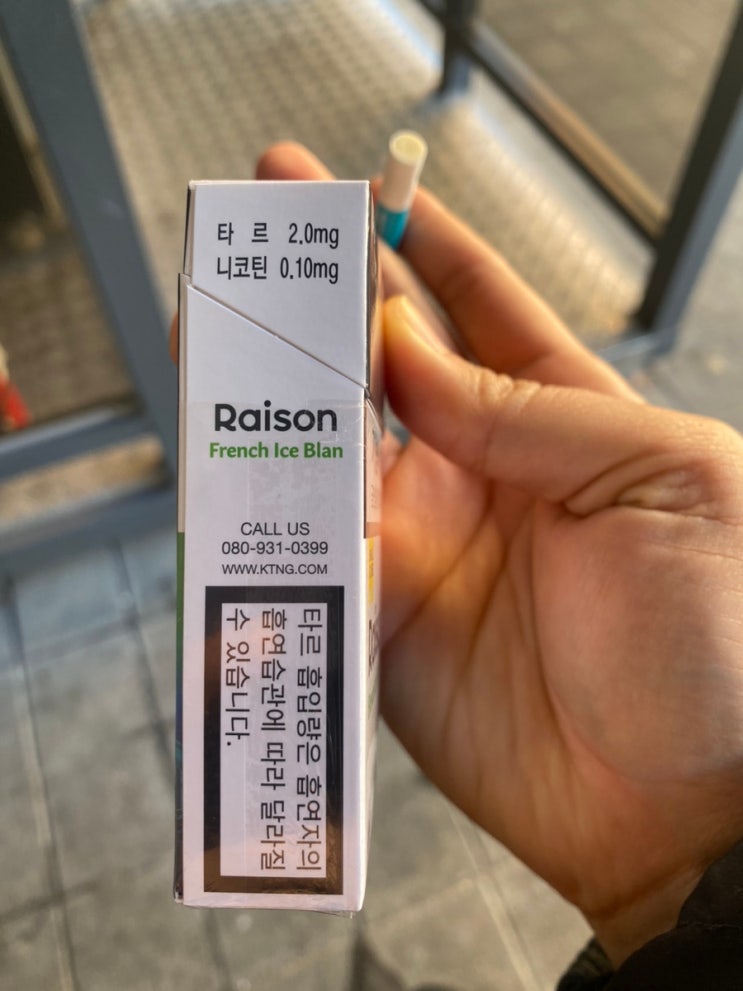 타 르 2.0mg
니코틴 0.10mg
Raison
French Ice Blan
CALL US
080-931-0399
WWW.KTNG.COM
타르 흡입량은 흡연자의
흡연습관에 따라 달라질
수 있습니다.